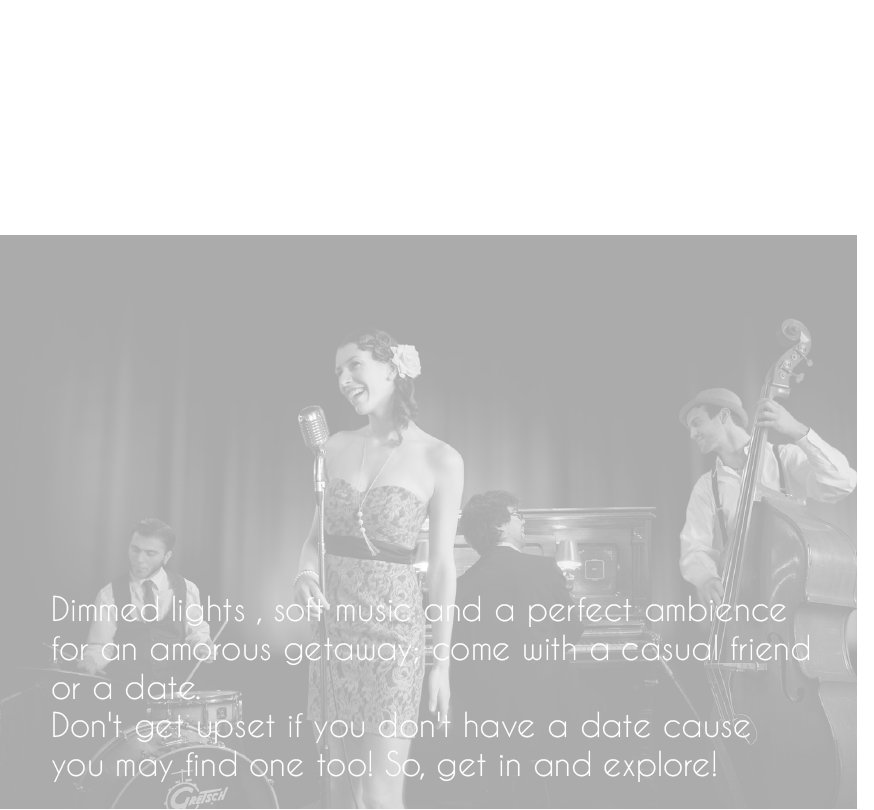 Dimmed lights , soft music and a perfect ambience
for an amorous getaway; come with a casual friend
or a date.
Don't get upset if you don't have a date cause
you may find one too! So, get in and explore!
GRETSCH